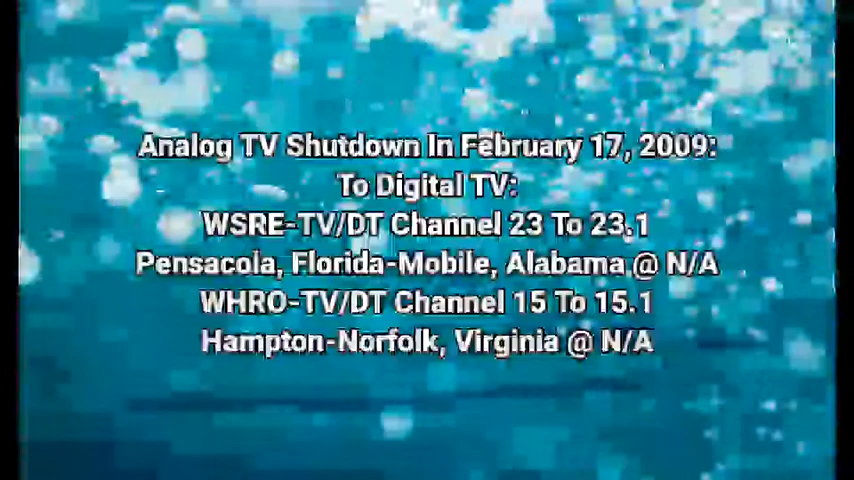 Analog TV Shutdown In February 17, 2009:
To Digital TV:
WSRE-TV/DT Channel 23 To 23.1
Pensacola, Florida-Mobile, Alabama @ N/A
WHRO-TV/DT Channel 15 To 15.1
Hampton-Norfolk, Virginia @ N/A